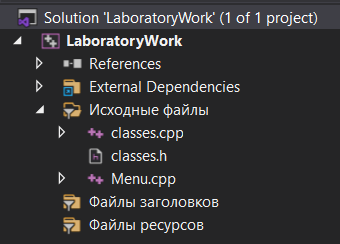 Solution 'LaboratoryWork' (1 of 1 project)
LaboratoryWork
References
External Dependencies
Исходные файлы
classes.cpp
classes.h
Menu.cpp
Файлы заголовков
Файлы ресурсов